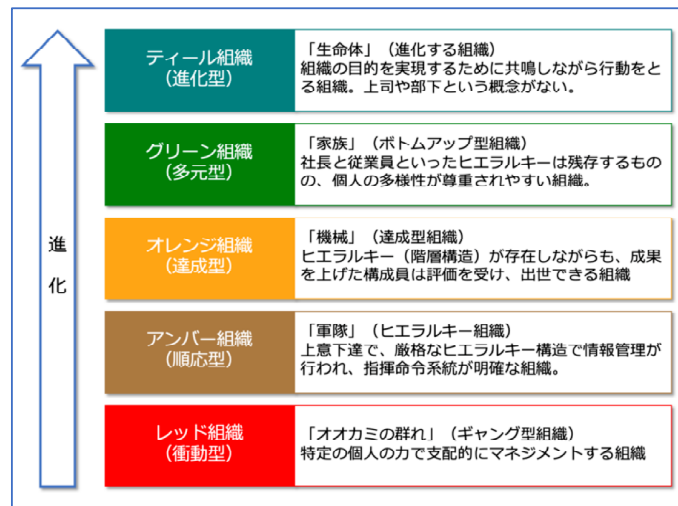 ティール組織
(進化型)
「生命体」（進化する組織）
組織の目的を実現するために共鳴しながら行動をと
る組織。上司や部下という概念がない。
グリーン組織
(多元型)
「家族」（ボトムアップ型組織）
社長と従業員といったヒエラルキーは残存するもの
の、個人の多様性が尊重されやすい組織。
進
化
オレンジ組織
(達成型)
「機械」（達成型組織）
ヒエラルキー（階層構造）が存在しながらも、成果
を上げた構成員は評価を受け、出世できる組織
アンバー組織
(順応型)
「軍隊」（ヒエラルキー組織）
上意下達で、厳格なヒエラルキー構造で情報管理が
行われ、指揮命令系統が明確な組織。
レッド組織
(衝動型)
「オオカミの群れ」（ギャング型組織）
特定の個人の力で支配的にマネジメントする組織